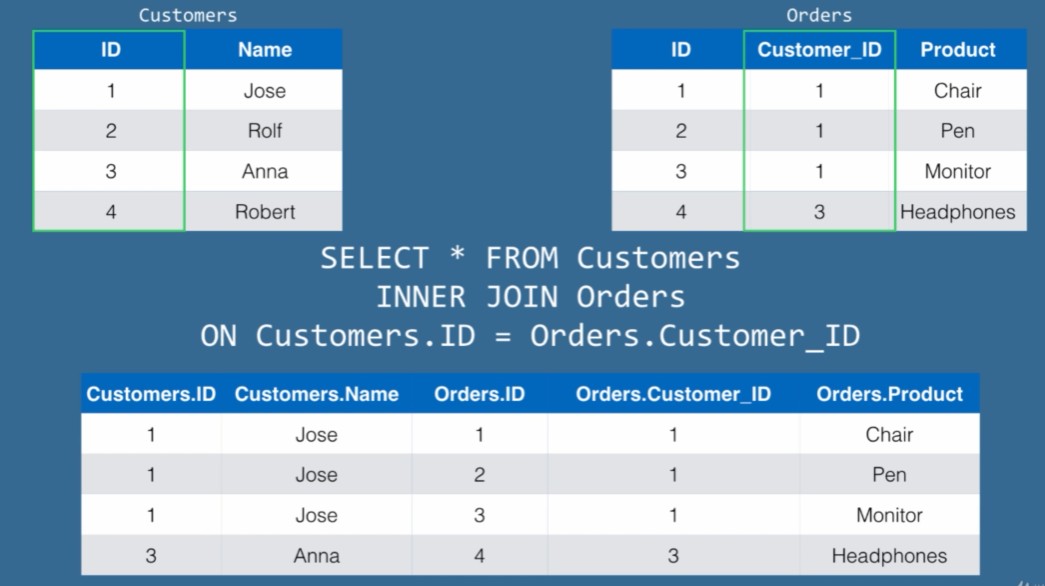 Customers
Orders
ID Name
1 Jose
2 Rolf
3 Anna
4 Robert
ID Customer_ID Product
1 1 Chair
2 1 Pen
3 1 Monitor
4 3 Headphones
SELECT * FROM Customers
INNER JOIN Orders
ON Customers.ID = Orders.Customer_ID
Customers.ID Customers.Name Orders.ID Orders.Customer_ID Orders.Product
1 Jose 1 1 Chair
1 Jose 2 1 Pen
1 Jose 3 1 Monitor
3 Anna 4 3 Headphones